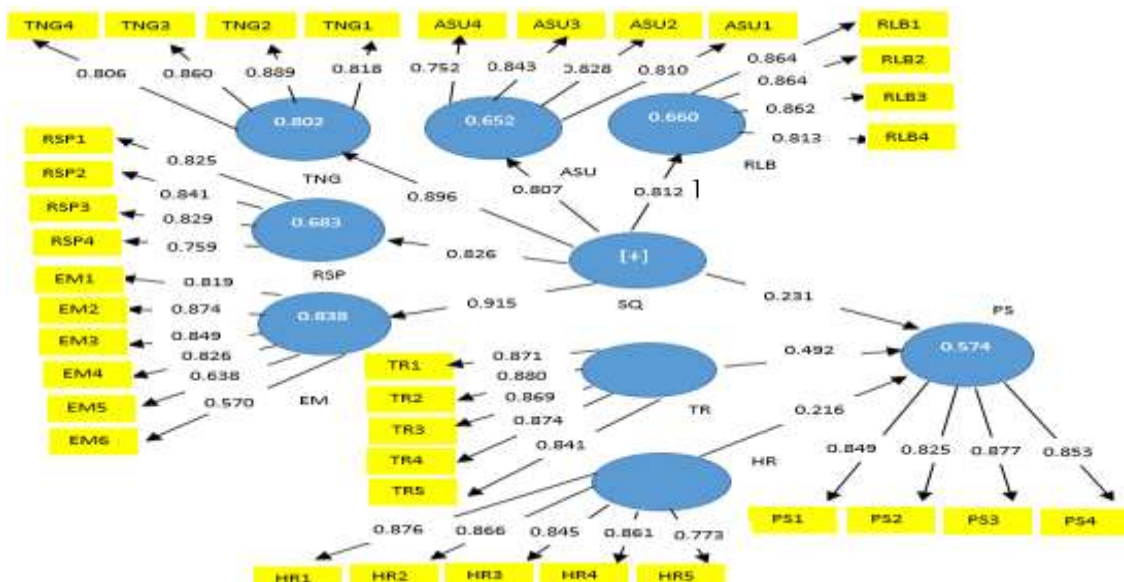 TNG4 TNG3 TNG2 TNG1 ASU4 ASU3 ASU2 ASU1 RLB1
0.806 0.860 0.889 0.818 0.752 0.843 0.828 0.810 0.864
RLB2
0.864
RLB3
0.862
RLB4
0.813
0.802 0.652 0.660
TNG ASU RLB
RSP1
0.825
RSP2
0.841
RSP3
0.829
RSP4
0.759
0.683
RSP
0.896 0.807 0.812
0.826
[+]
SQ
0.915
0.231
EM1
0.819
EM2
0.874
EM3
0.849
EM4
0.826
EM5
0.638
EM6
0.570
0.838
EM
PS
0.574
0.492
0.216
TR1
0.871
TR2
0.880
TR3
0.869
TR4
0.874
TR5
0.841
TR
HR
0.849 0.825 0.877 0.853
PS1 PS2 PS3 PS4
0.876 0.866 0.845 0.861 0.773
HR1 HR2 HR3 HR4 HR5